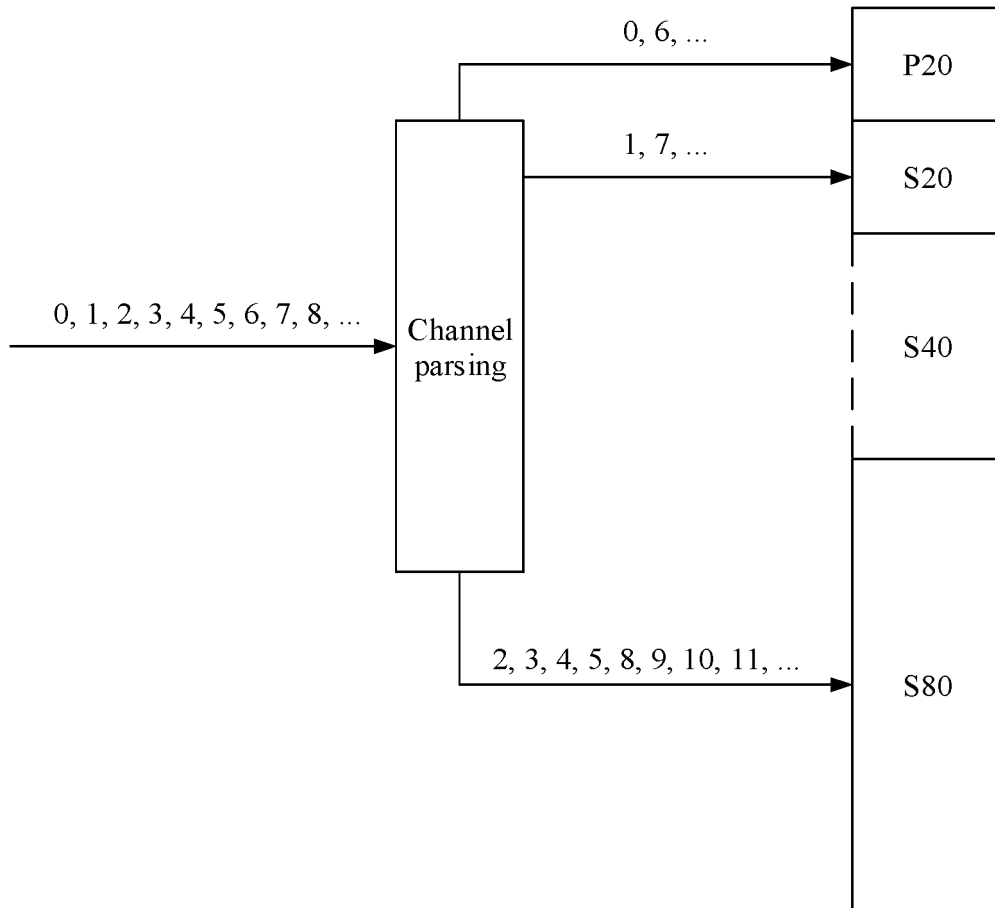 0, 6, ...
P20
1, 7, ...
S20
0, 1, 2, 3, 4, 5, 6, 7, 8, ...
Channel
parsing
S40
2, 3, 4, 5, 8, 9, 10, 11, ...
S80